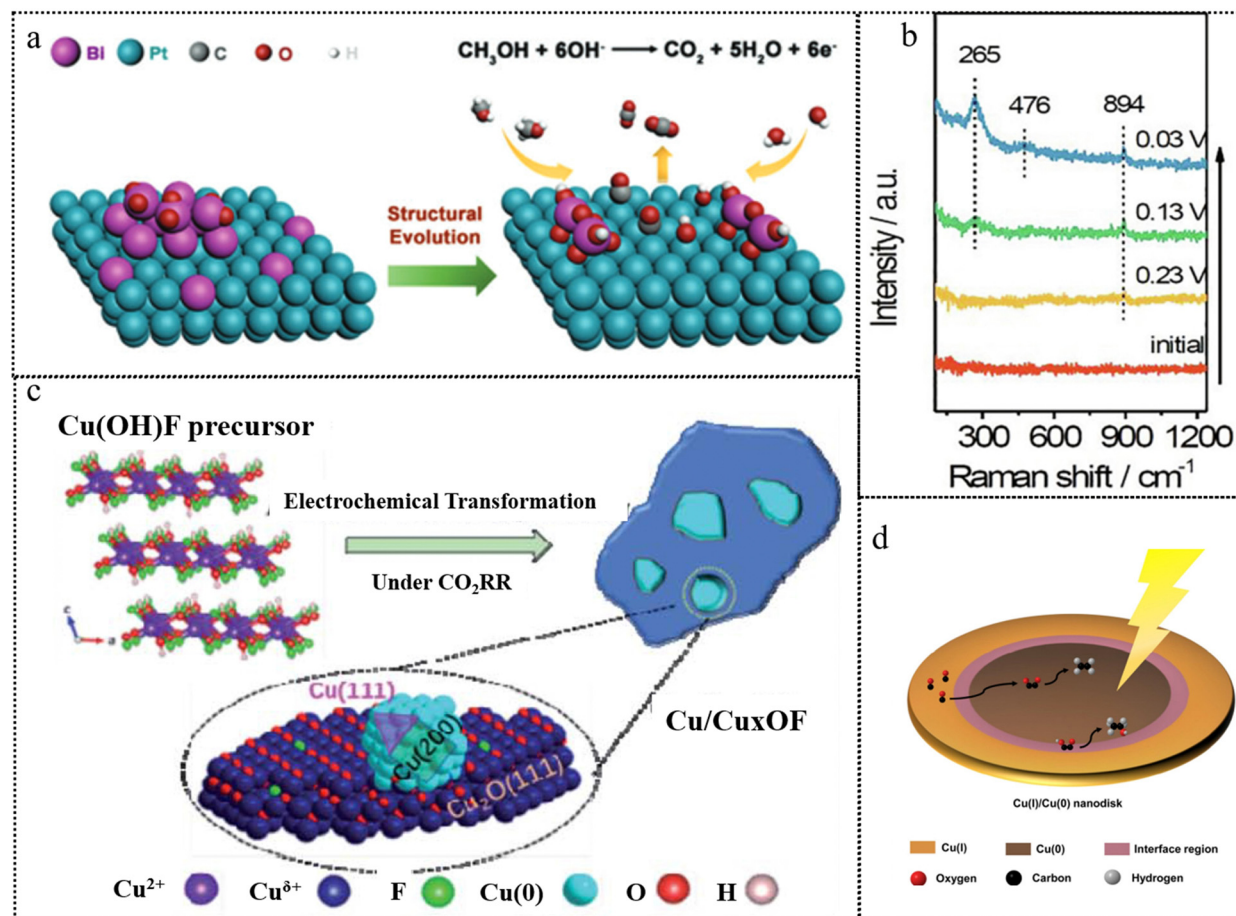 a
Bi Pt C O H
CH₃OH + 6OH⁻ ⟶ CO₂ + 5H₂O + 6e⁻
Structural
Evolution
b
265
476
894
0.03 V
0.13 V
0.23 V
initial
Intensity / a.u.
300 600 900 1200
Raman shift / cm⁻¹
c
Cu(OH)F precursor
Electrochemical Transformation
Under CO₂RR
c
a
Cu(111)
Cu(200)
Cu₂O(111)
Cu/CuxOF
Cu²⁺ Cuᵟ⁺ F Cu(0) O H
d
Cu(I)/Cu(0) nanodisk
Cu(I) Cu(0) Interface region
Oxygen Carbon Hydrogen